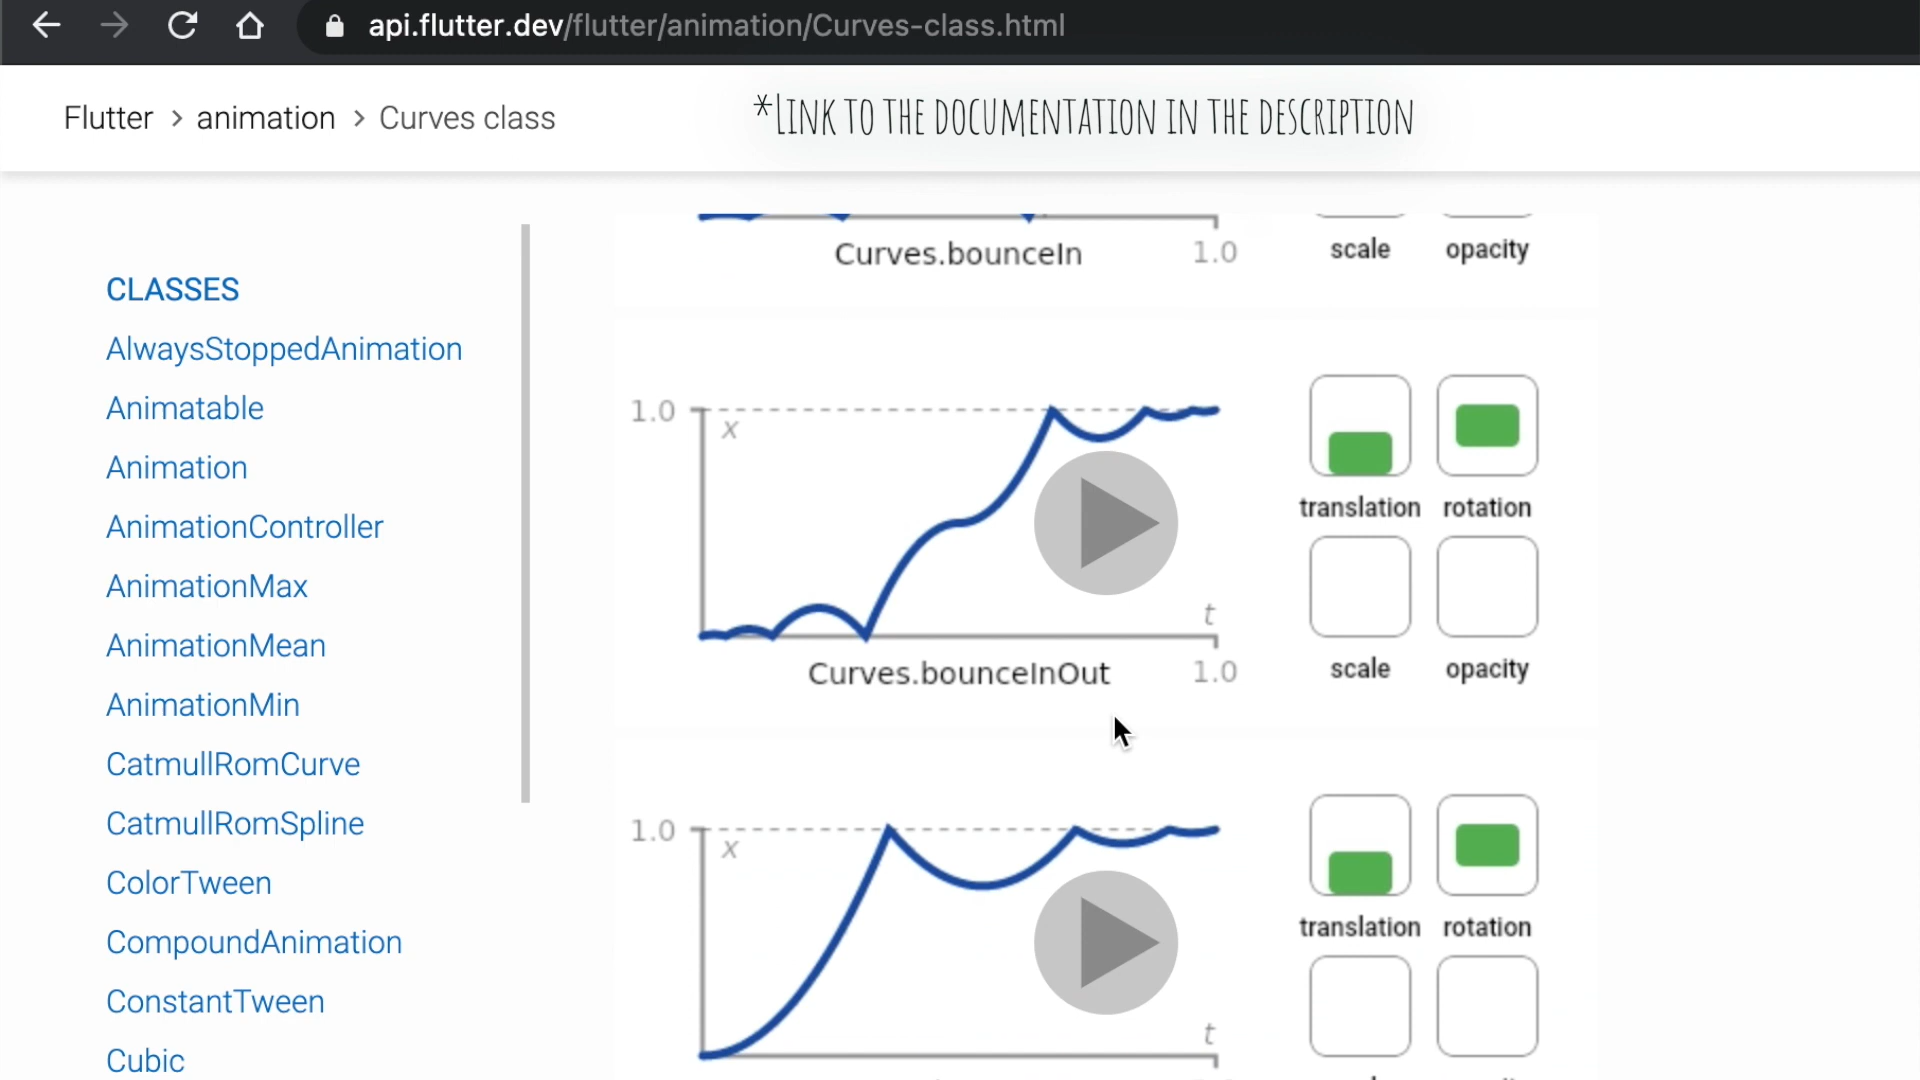 api.flutter.dev/flutter/animation/Curves-class.html
Flutter > animation > Curves class
*LINK TO THE DOCUMENTATION IN THE DESCRIPTION
CLASSES
AlwaysStoppedAnimation
Animatable
Animation
AnimationController
AnimationMax
AnimationMean
AnimationMin
CatmullRomCurve
CatmullRomSpline
ColorTween
CompoundAnimation
ConstantTween
Cubic
Curves.bounceIn 1.0
scale opacity
1.0
x
t
Curves.bounceInOut 1.0
translation rotation
scale opacity
1.0
x
t
translation rotation